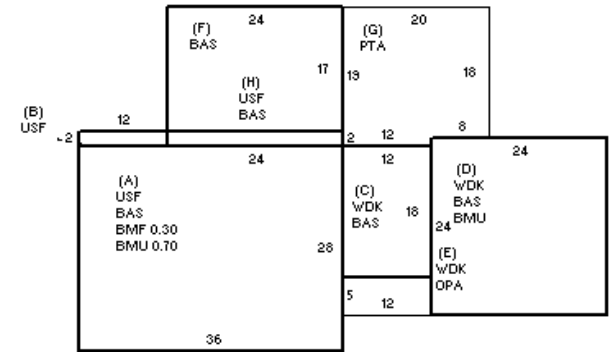 (F)
BAS
24
(G)
PTA
20
17
19
18
(H)
USF
BAS
(B)
USF
2
12
2
12
8
24
12
24
(A)
USF
BAS
BMF 0.30
BMU 0.70
(C)
WDK
BAS
18
(D)
WDK
BAS
BMU
24
28
(E)
WDK
OPA
5
12
36